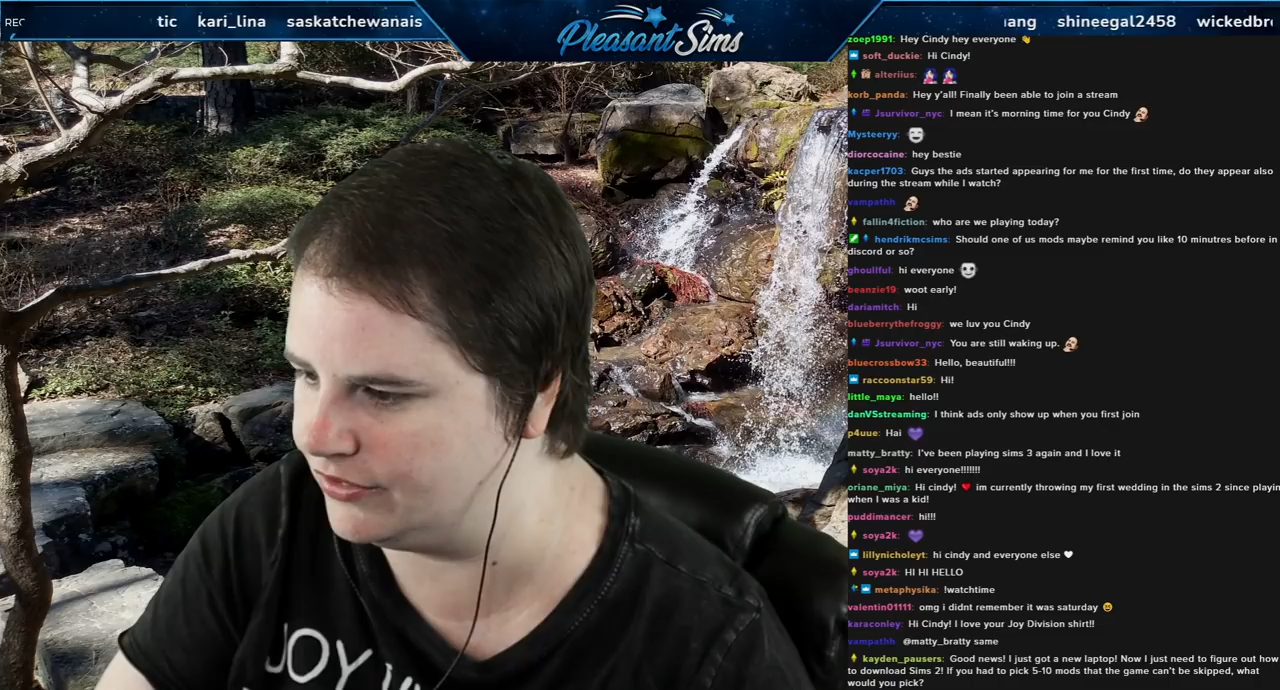 REC
tic kari_lina saskatchewanais
PleasantSims
ang shineegal2458 wickedbr
zoep1991: Hey Cindy hey everyone 👋
soft_duckie: Hi Cindy!
alteriius:
korb_panda: Hey y'all! Finally been able to join a stream
Jsurvivor_nyc: I mean it's morning time for you Cindy
Mysteeryy:
diorcocaine: hey bestie
kacper1703: Guys the ads started appearing for me for the first time, do they appear also
during the stream while I watch?
vampathh
fallin4fiction: who are we playing today?
hendrikmcsims: Should one of us mods maybe remind you like 10 minutres before in
discord or so?
ghoullful: hi everyone
beanzie19: woot early!
dariamitch: Hi
blueberrythefroggy: we luv you Cindy
Jsurvivor_nyc: You are still waking up.
bluecrossbow33: Hello, beautiful!!!
raccoonstar59: Hi!
little_maya: hello!!
danVSstreaming: I think ads only show up when you first join
p4uue: Hai 💜
matty_bratty: I've been playing sims 3 again and I love it
soya2k: hi everyone!!!!!!!
oriane_miya: Hi cindy! ❤️ im currently throwing my first wedding in the sims 2 since playin
when I was a kid!
puddimancer: hi!!!
soya2k: 💜
lillynicholeyt: hi cindy and everyone else 🤍
soya2k: HI HI HELLO
metaphysika: !watchtime
valentin01111: omg i didnt remember it was saturday 😃
karaconley: Hi Cindy! I love your Joy Division shirt!!
vampathh @matty_bratty same
kayden_pausers: Good news! I just got a new laptop! Now I just need to figure out how
to download Sims 2! If you had to pick 5-10 mods that the game can't be skipped, what
would you pick?
JOY